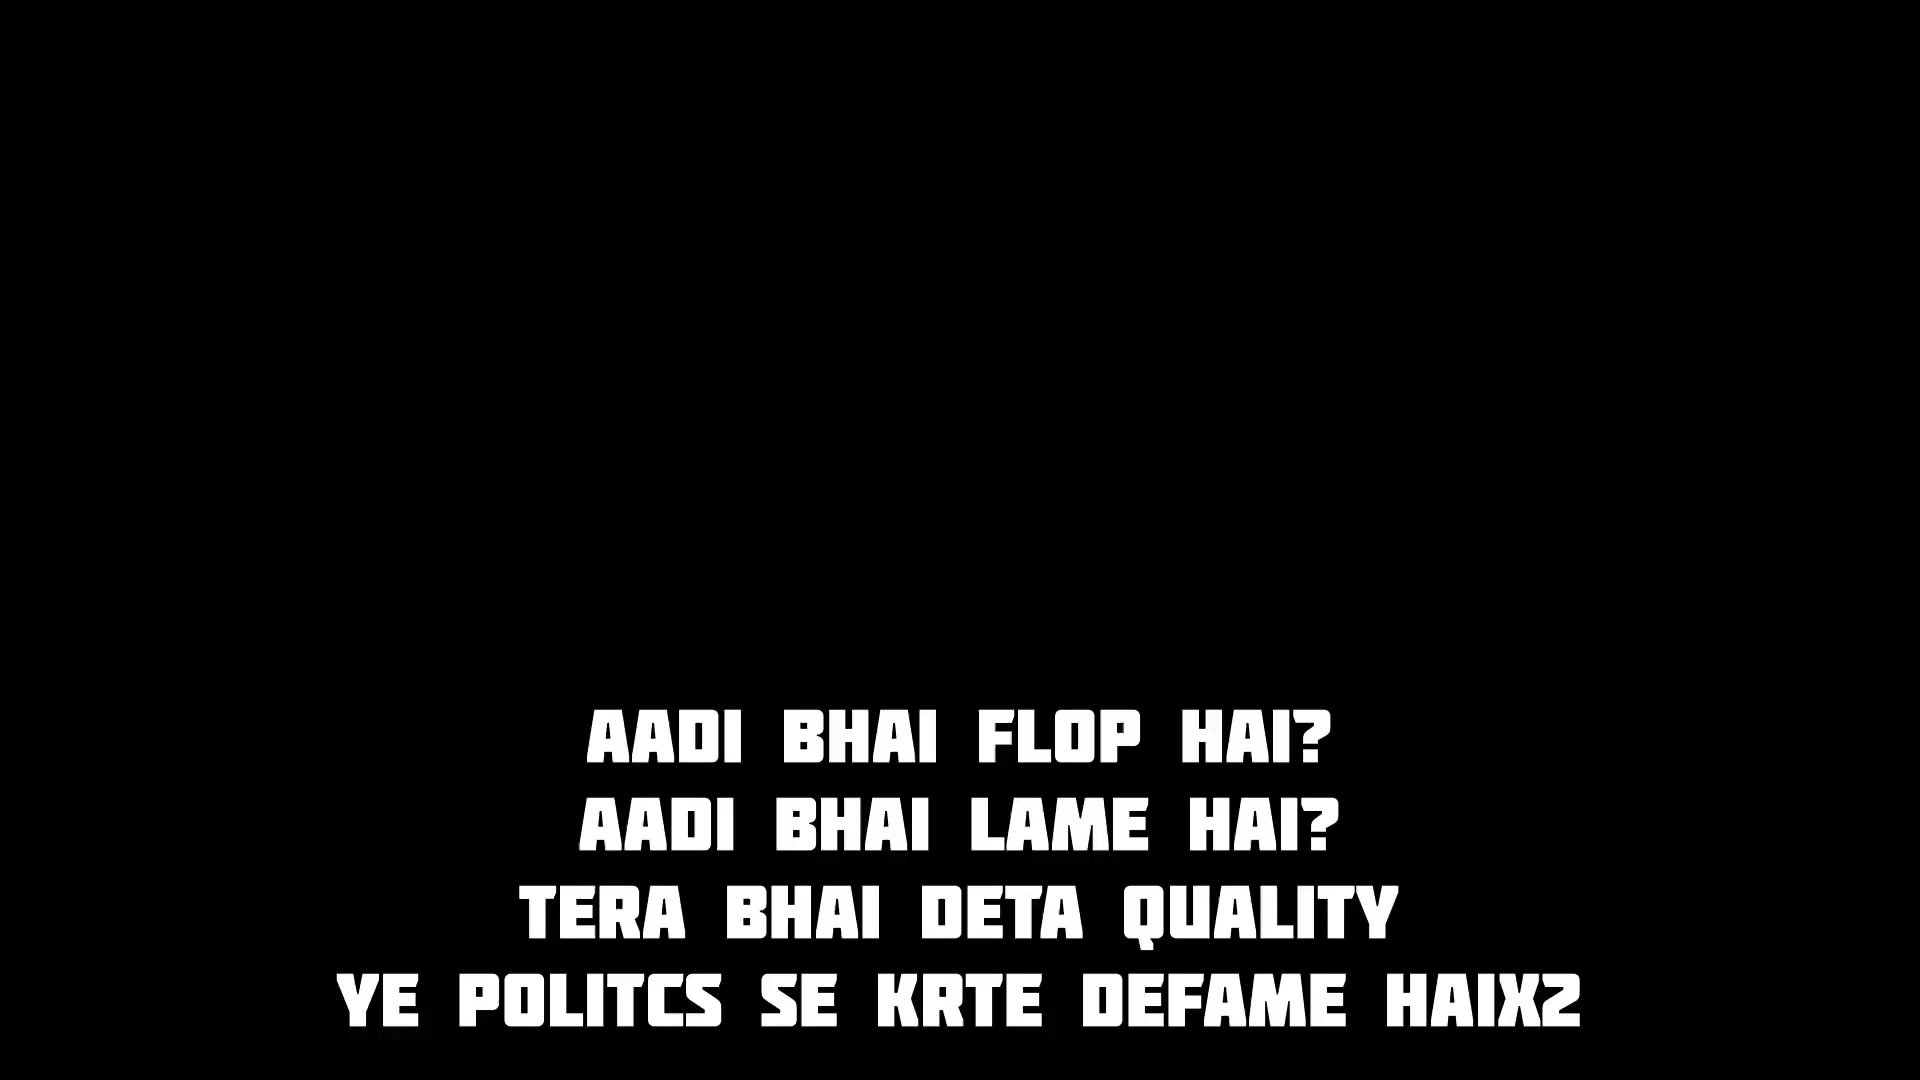 AADI BHAI FLOP HAI?
AADI BHAI LAME HAI?
TERA BHAI DETA QUALITY
YE POLITCS SE KRTE DEFAME HAIX2